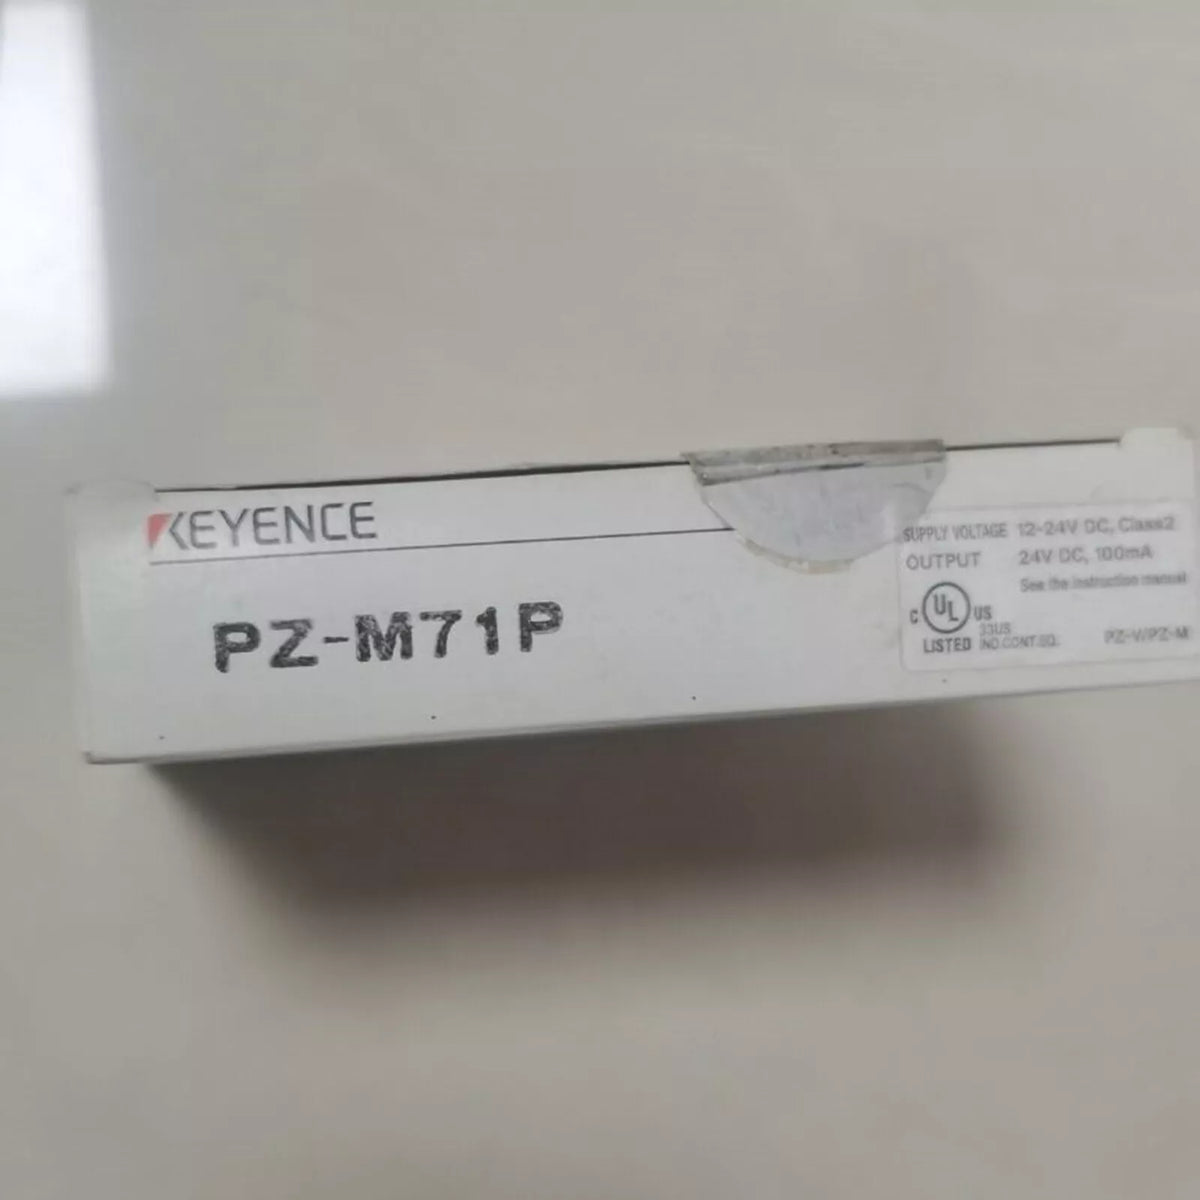 KEYENCE
PZ-M71P
SUPPLY VOLTAGE 12-24V DC, Class2
OUTPUT 24V DC, 100mA
See the instruction manual
C UL US
LISTED 33US
IND.CONT.EQ. PZ-V/PZ-M